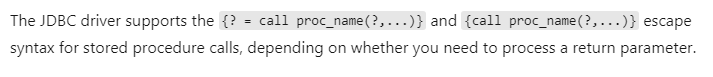 The JDBC driver supports the {? = call proc_name(?,...)} and {call proc_name(?,...)} escape
syntax for stored procedure calls, depending on whether you need to process a return parameter.